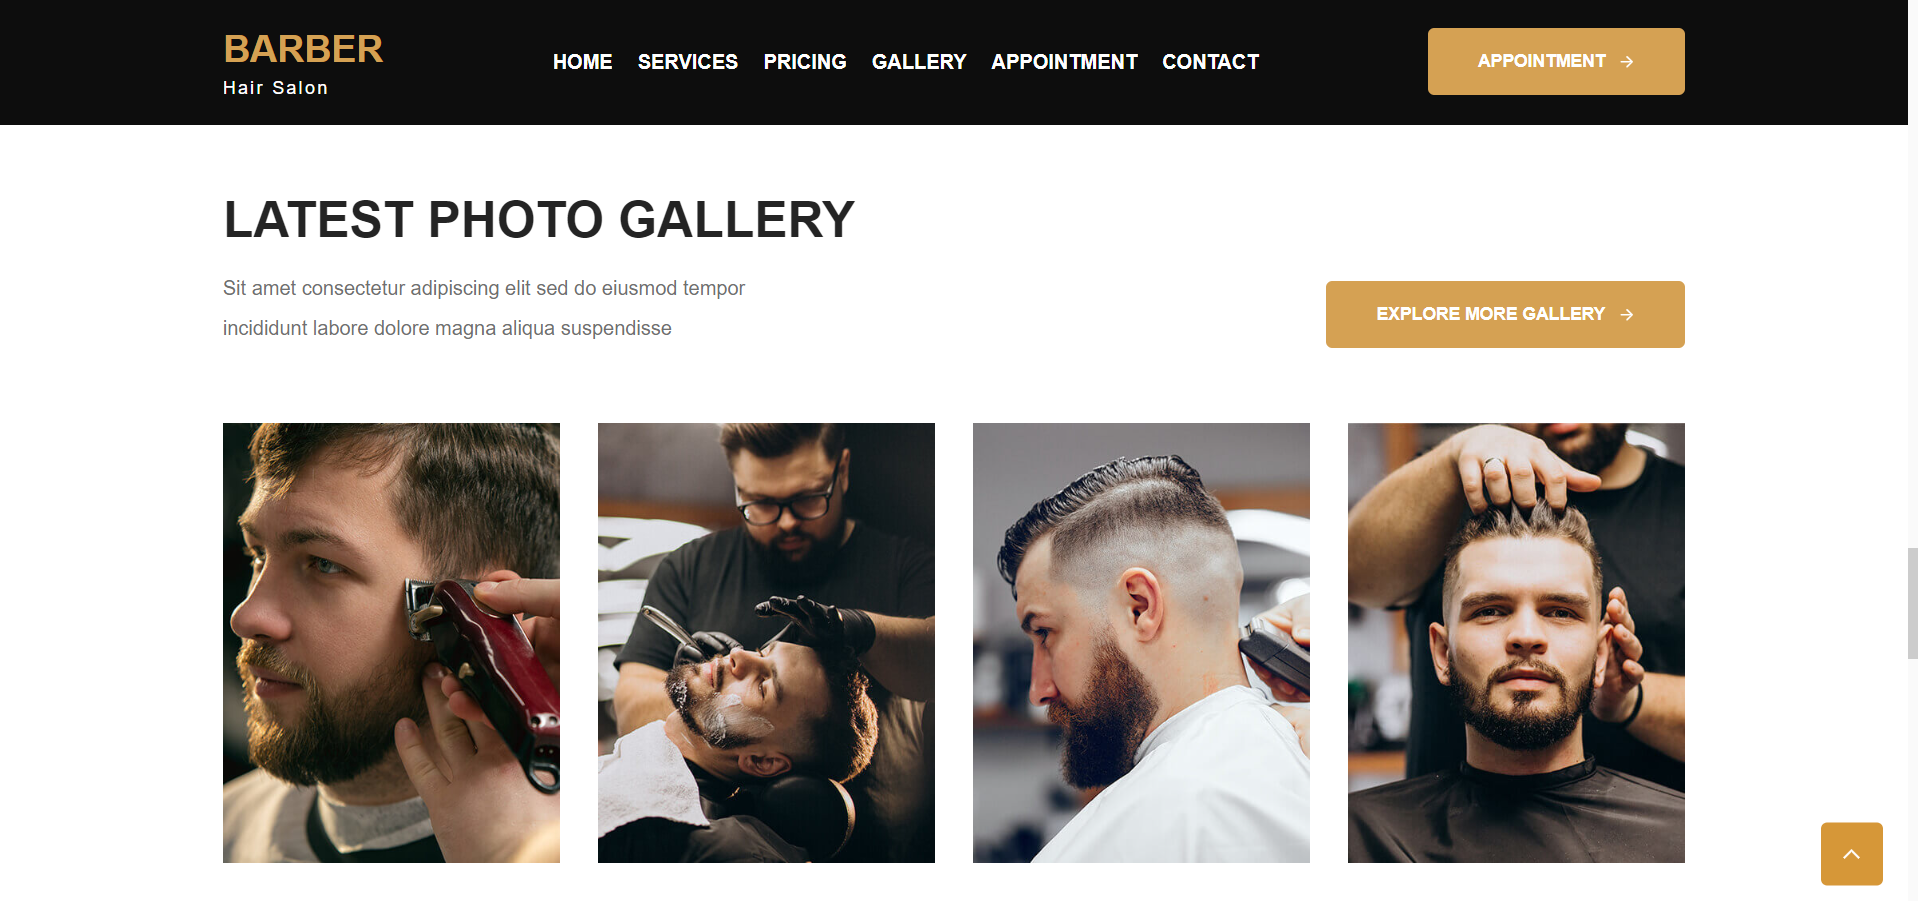 BARBER
Hair Salon
HOME SERVICES PRICING GALLERY APPOINTMENT CONTACT
APPOINTMENT →
LATEST PHOTO GALLERY
Sit amet consectetur adipiscing elit sed do eiusmod tempor
incididunt labore dolore magna aliqua suspendisse
EXPLORE MORE GALLERY →